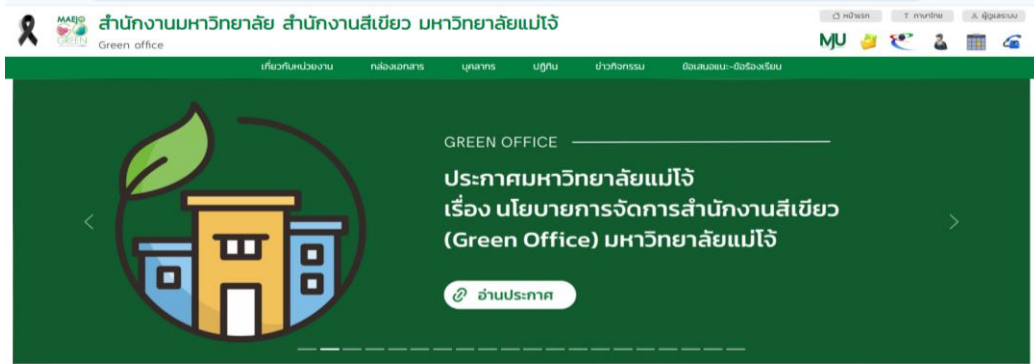 MAEJO
GREEN
สำนักงานมหาวิทยาลัย สำนักงานสีเขียว มหาวิทยาลัยแม่โจ้
Green office
หน้าแรก
T ภาษาไทย
ผู้ดูแลระบบ
MJU
เกี่ยวกับหน่วยงาน กล่องเอกสาร บุคลากร ปฏิทิน ข่าวกิจกรรม ข้อเสนอแนะ-ข้อร้องเรียน
GREEN OFFICE
ประกาศมหาวิทยาลัยแม่โจ้
เรื่อง นโยบายการจัดการสำนักงานสีเขียว
(Green Office) มหาวิทยาลัยแม่โจ้
อ่านประกาศ